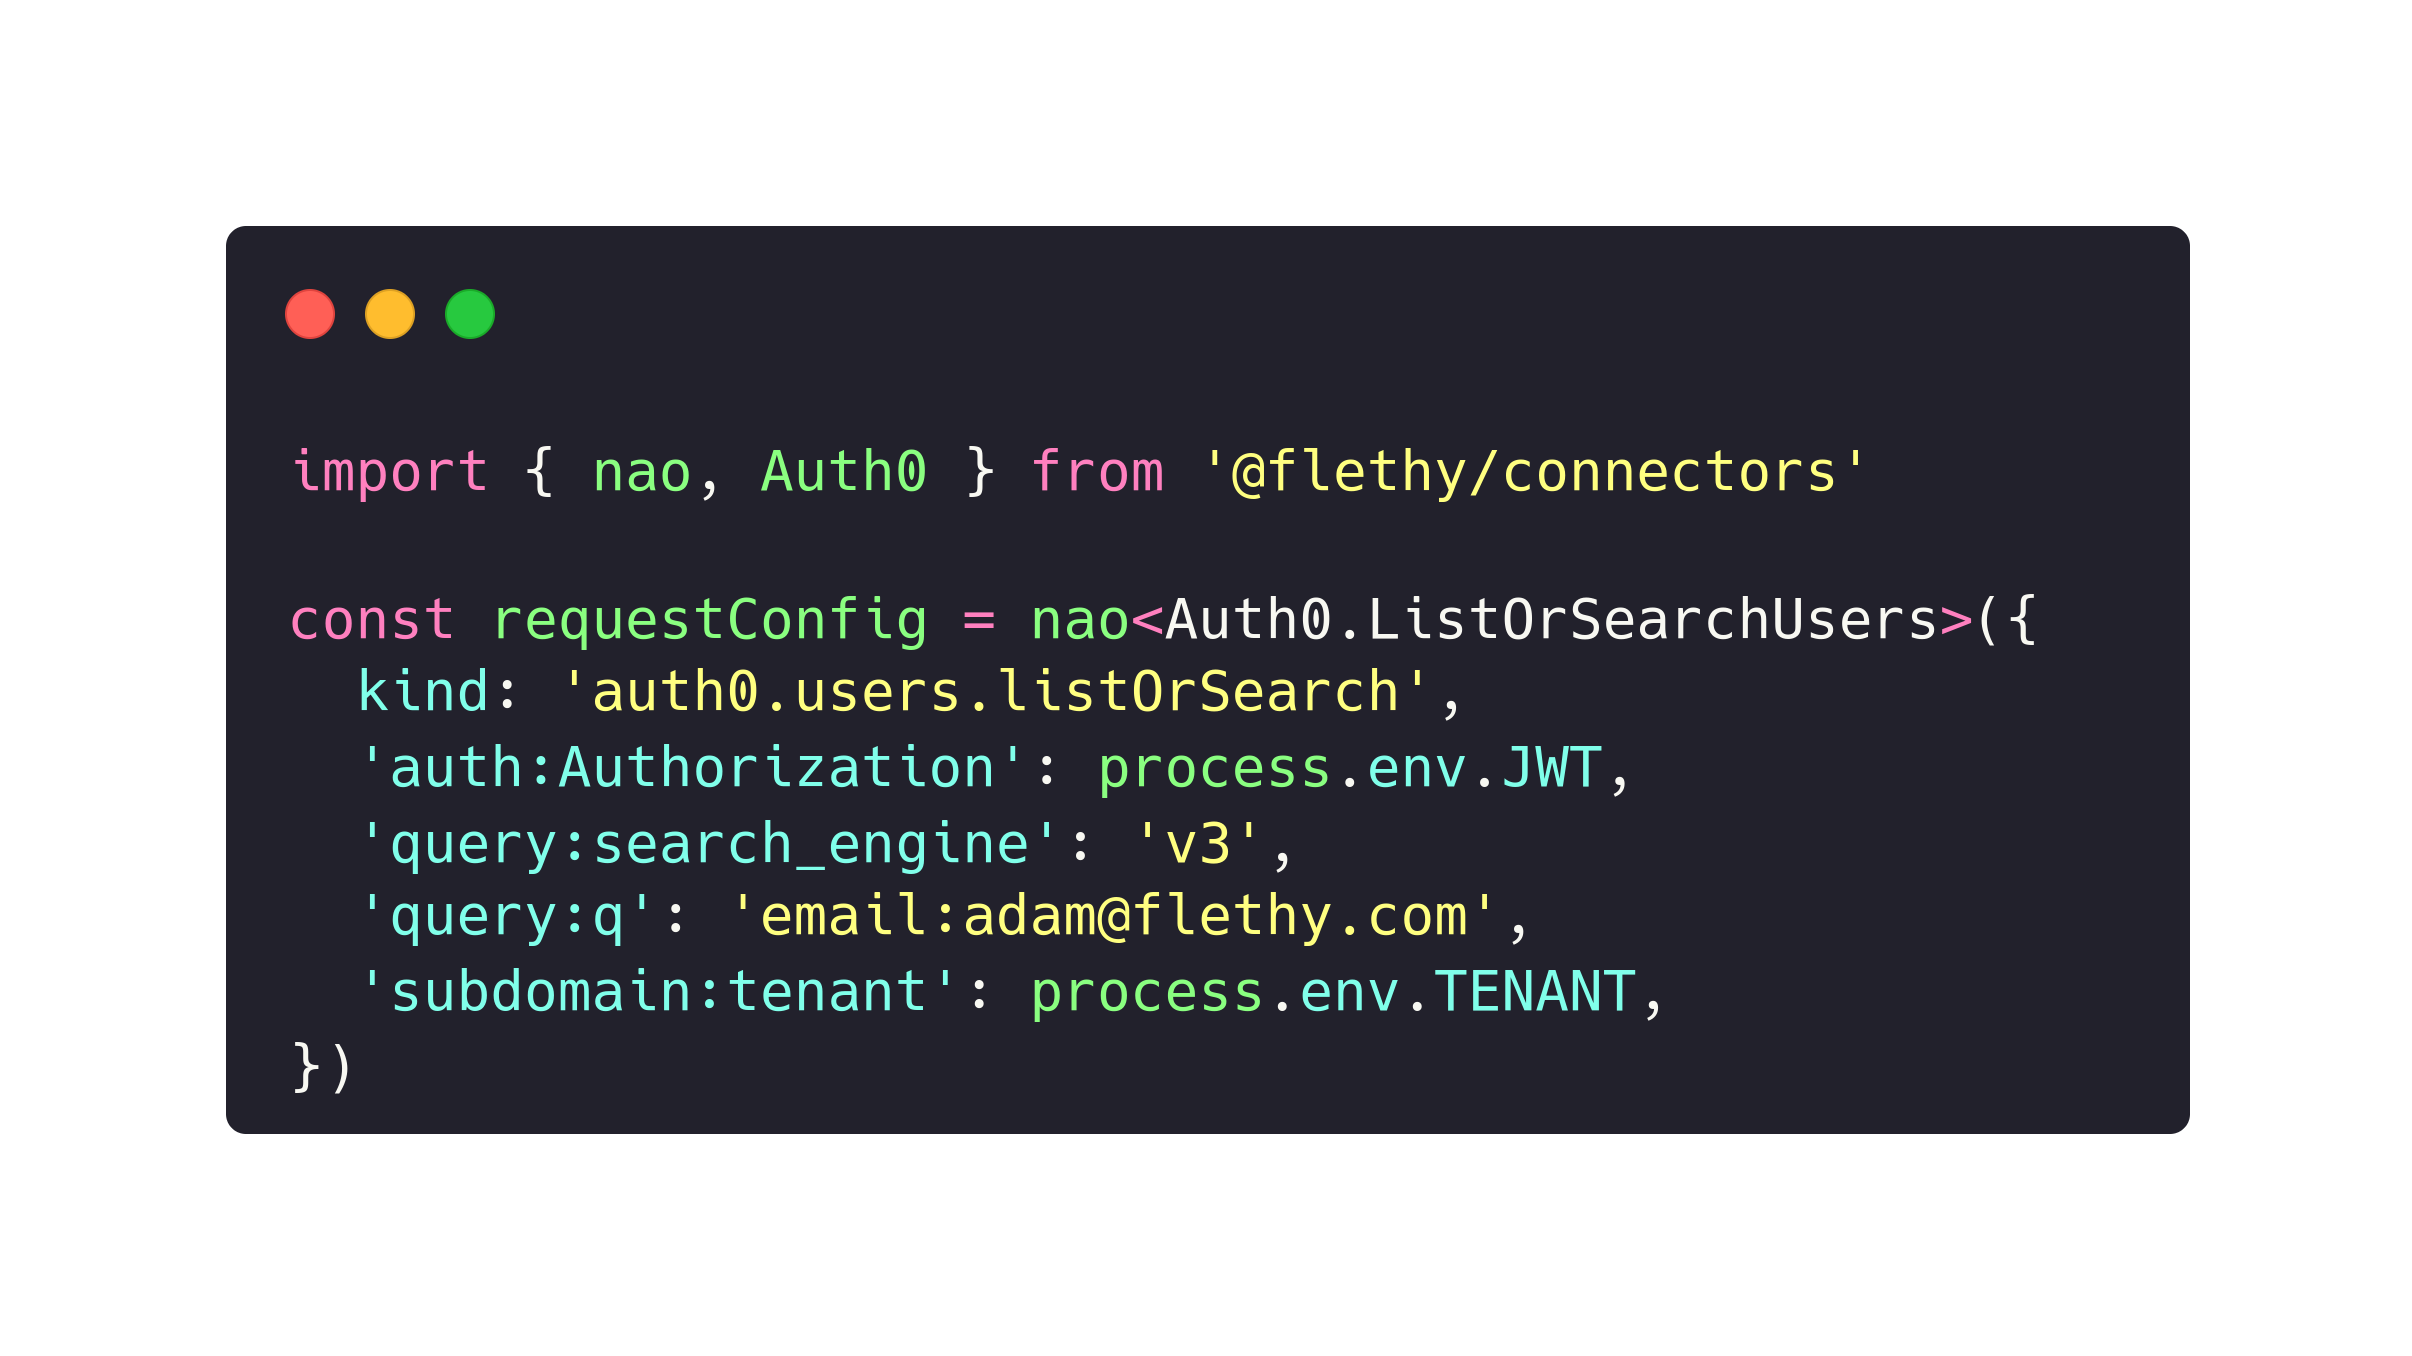 import { nao, Auth0 } from '@flethy/connectors'

const requestConfig = nao<Auth0.ListOrSearchUsers>({
  kind: 'auth0.users.listOrSearch',
  'auth:Authorization': process.env.JWT,
  'query:search_engine': 'v3',
  'query:q': 'email:adam@flethy.com',
  'subdomain:tenant': process.env.TENANT,
})